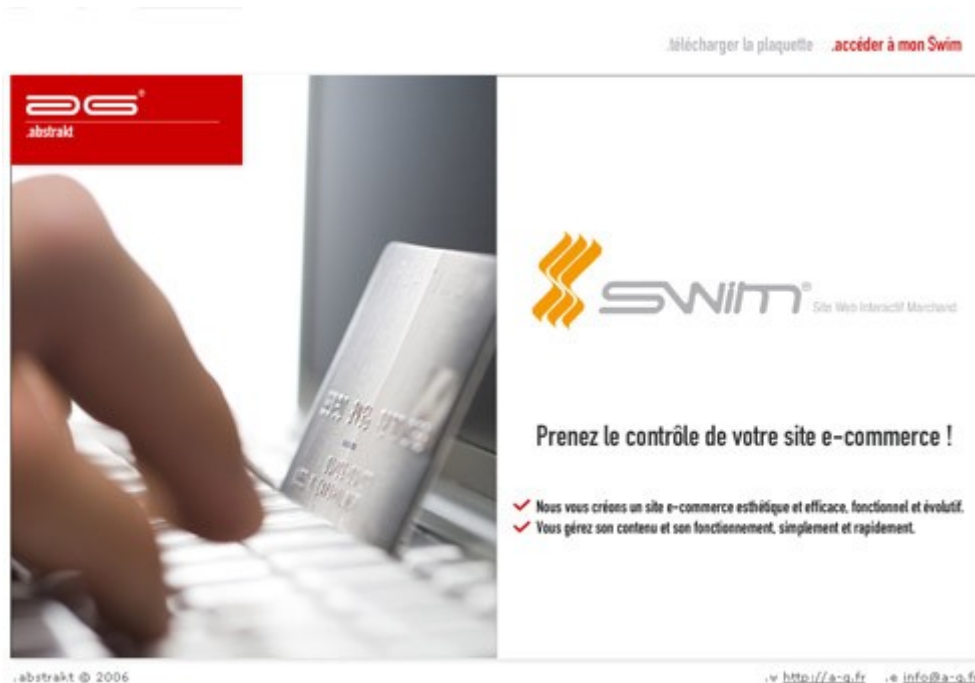 .télécharger la plaquette .accéder à mon Swim
.abstrakt
SWIM® Site Web Interactif Marchand
Prenez le contrôle de votre site e-commerce !
Nous vous créons un site e-commerce esthétique et efficace, fonctionnel et évolutif.
Vous gérez son contenu et son fonctionnement, simplement et rapidement.
.abstrakt © 2006 .v http://a-g.fr .e info@a-g.fr